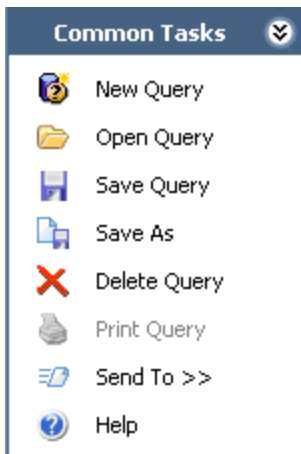 Common Tasks
New Query
Open Query
Save Query
Save As
Delete Query
Print Query
Send To >>
Help